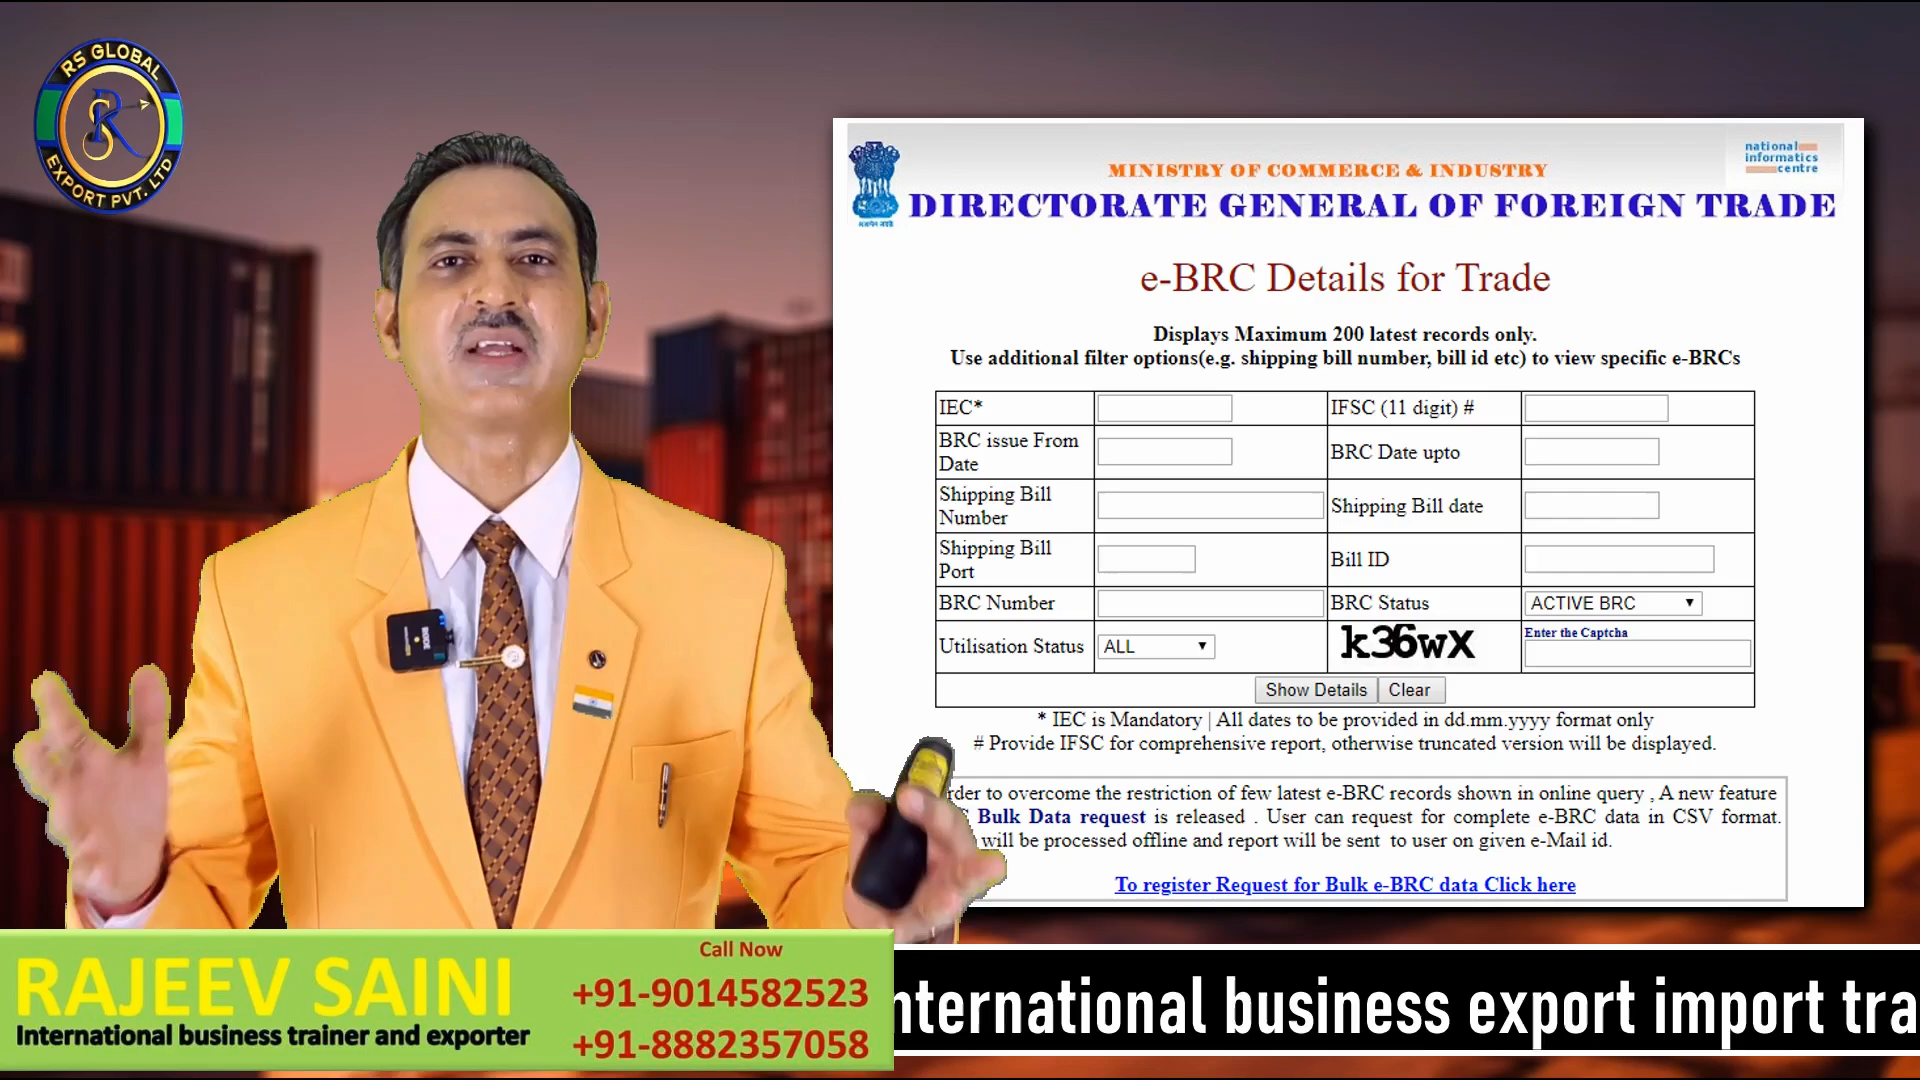 RS GLOBAL
EXPORT PVT. LTD
RS
national
informatics
centre
MINISTRY OF COMMERCE & INDUSTRY
DIRECTORATE GENERAL OF FOREIGN TRADE
e-BRC Details for Trade
Displays Maximum 200 latest records only.
Use additional filter options(e.g. shipping bill number, bill id etc) to view specific e-BRCs
IEC* IFSC (11 digit) #
BRC issue From Date BRC Date upto
Shipping Bill Number Shipping Bill date
Shipping Bill Port Bill ID
BRC Number BRC Status ACTIVE BRC
Utilisation Status ALL k36wx Enter the Captcha
Show Details Clear
* IEC is Mandatory | All dates to be provided in dd.mm.yyyy format only
# Provide IFSC for comprehensive report, otherwise truncated version will be displayed.
rder to overcome the restriction of few latest e-BRC records shown in online query , A new feature
Bulk Data request is released . User can request for complete e-BRC data in CSV format.
will be processed offline and report will be sent to user on given e-Mail id.
To register Request for Bulk e-BRC data Click here
RODE
RAJEEV SAINI
International business trainer and exporter
Call Now
+91-9014582523
+91-8882357058
nternational business export import tra